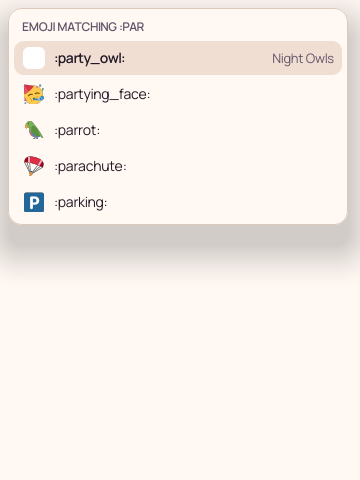 EMOJI MATCHING :PAR
:party_owl: Night Owls
:partying_face:
:parrot:
:parachute:
P :parking: